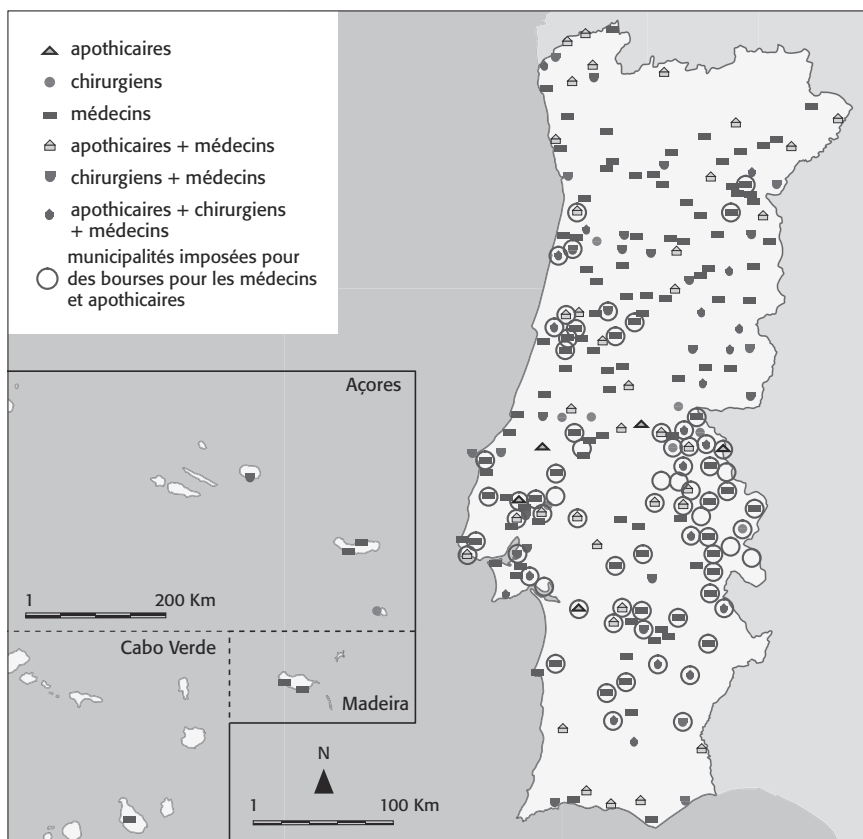 apothicaires
chirurgiens
médecins
apothicaires + médecins
chirurgiens + médecins
apothicaires + chirurgiens
+ médecins
municipalités imposées pour
des bourses pour les médecins
et apothicaires
Açores
1 200 Km
Cabo Verde
Madeira
N
1 100 Km